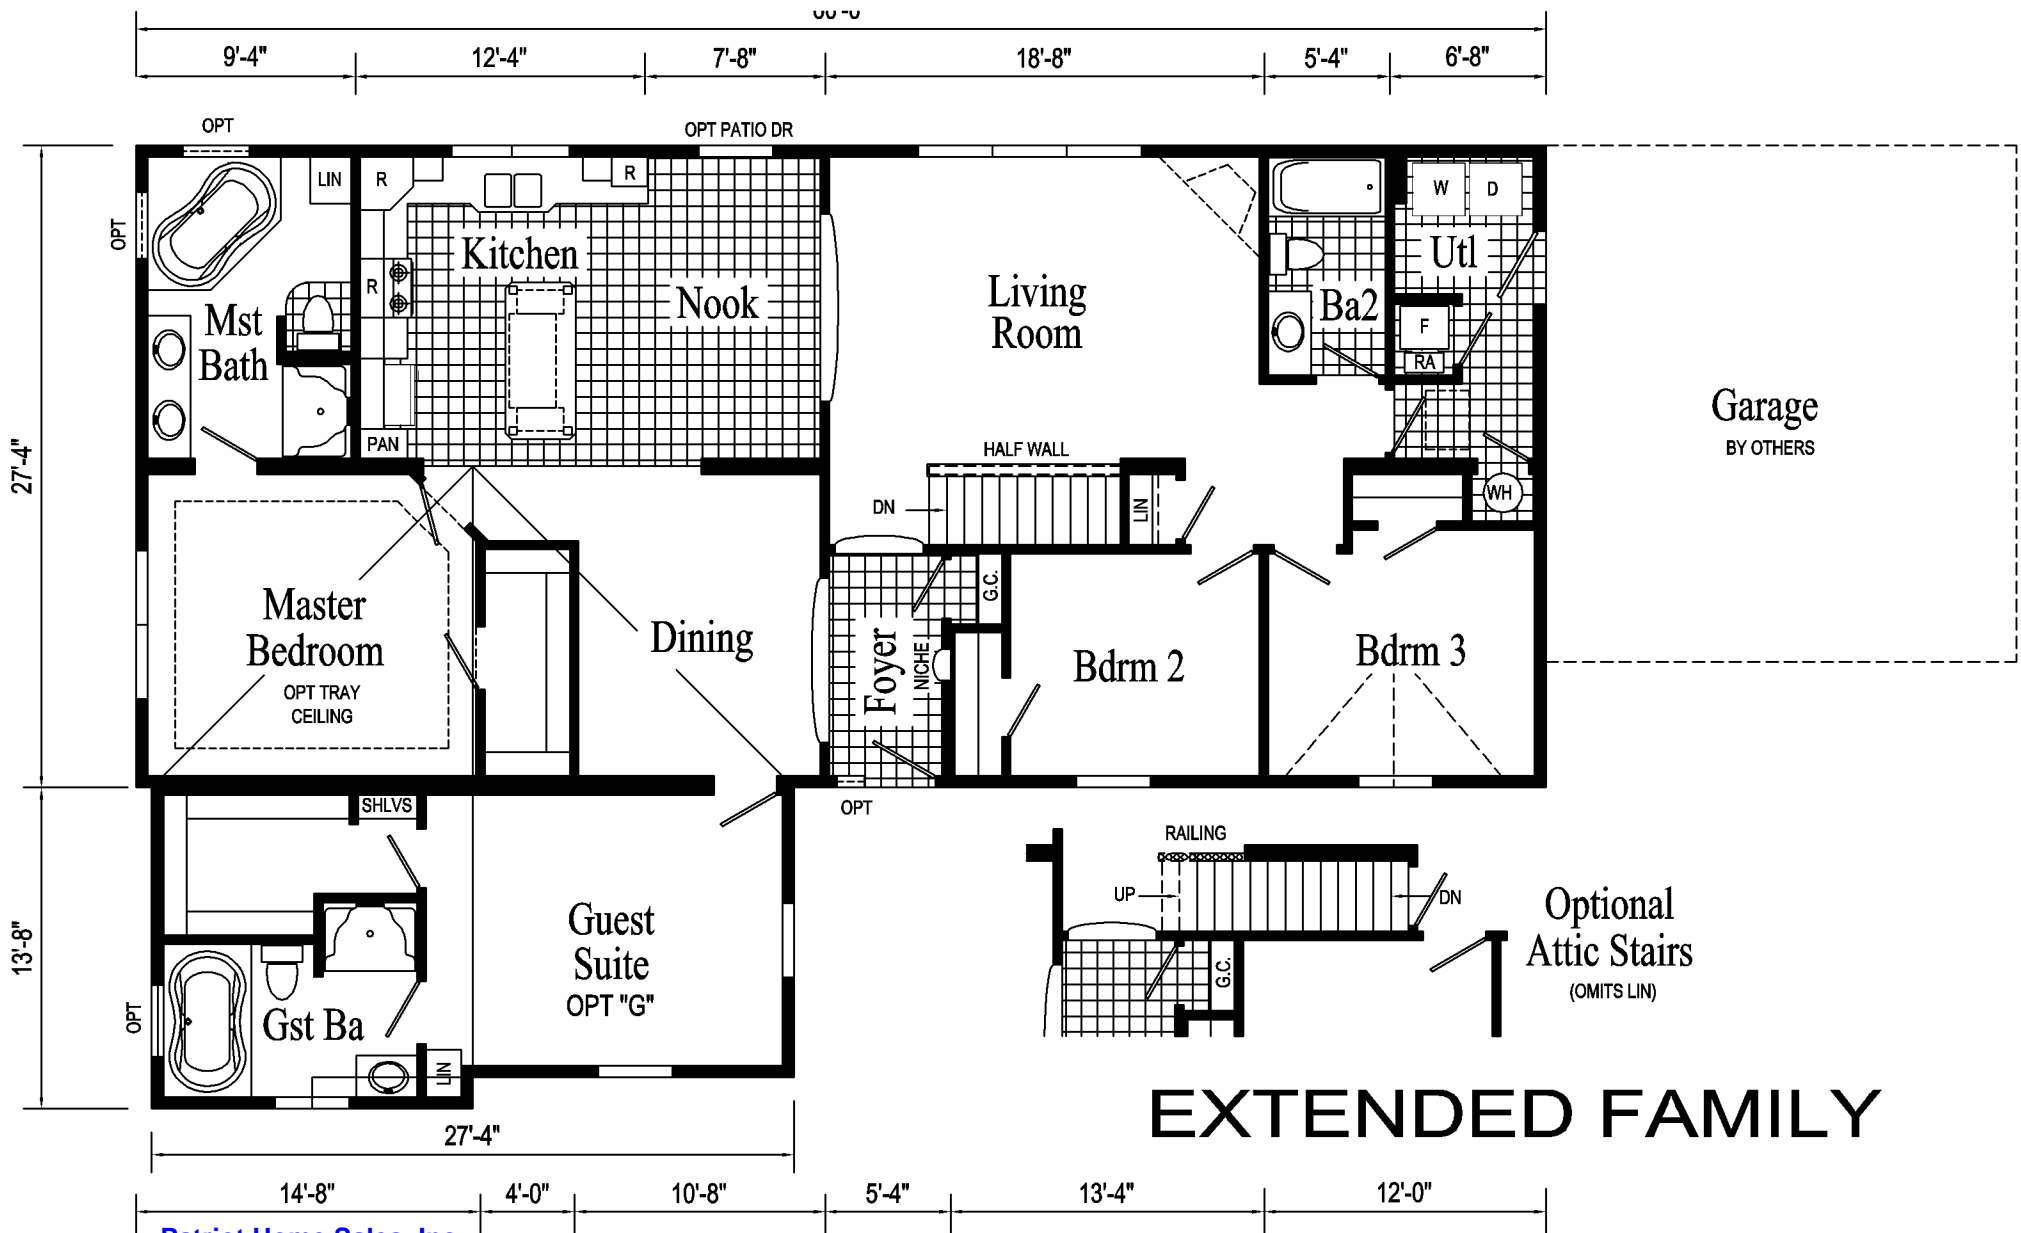 9'-4"
12'-4"
7'-8"
18'-8"
5'-4"
6'-8"
OPT
OPT PATIO DR
LIN
R
R
W
D
OPT
Kitchen
Utl
R
Nook
Living
Room
Ba2
Mst
Bath
F
RA
Garage
BY OTHERS
PAN
HALF WALL
27'-4"
DN
LIN
WH
G.C.
Master
Bedroom
OPT TRAY
CEILING
Dining
Foyer
NICHE
Bdrm 2
Bdrm 3
SHLVS
OPT
RAILING
UP
DN
Optional
Attic Stairs
(OMITS LIN)
G.C.
13'-8"
Guest
Suite
OPT "G"
OPT
Gst Ba
LIN
EXTENDED FAMILY
27'-4"
14'-8"
4'-0"
10'-8"
5'-4"
13'-4"
12'-0"